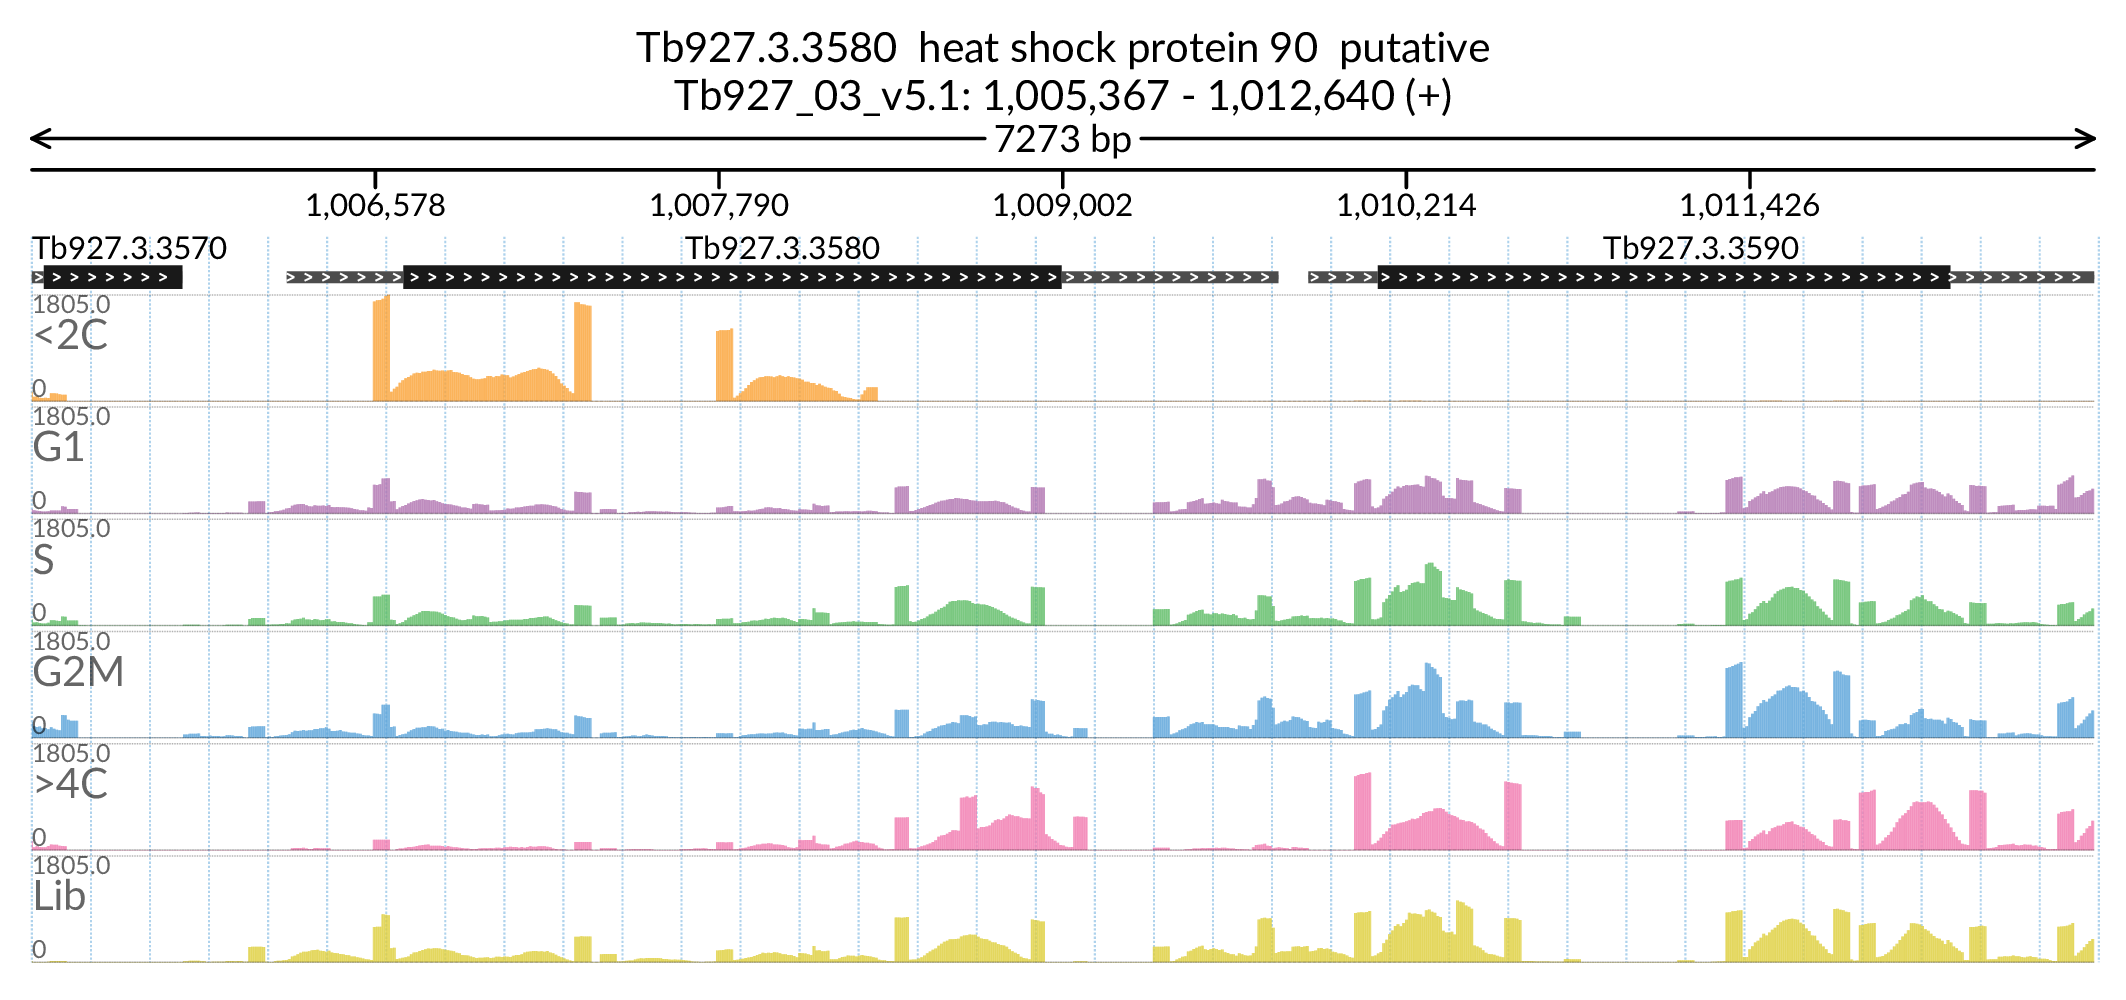 Tb927.3.3580 heat shock protein 90 putative
Tb927_03_v5.1: 1,005,367 - 1,012,640 (+)
7273 bp
1,006,578 1,007,790 1,009,002 1,010,214 1,011,426
Tb927.3.3570 Tb927.3.3580 Tb927.3.3590
1805.0
<2C
0
1805.0
G1
0
1805.0
S
0
1805.0
G2M
0
1805.0
>4C
0
1805.0
Lib
0